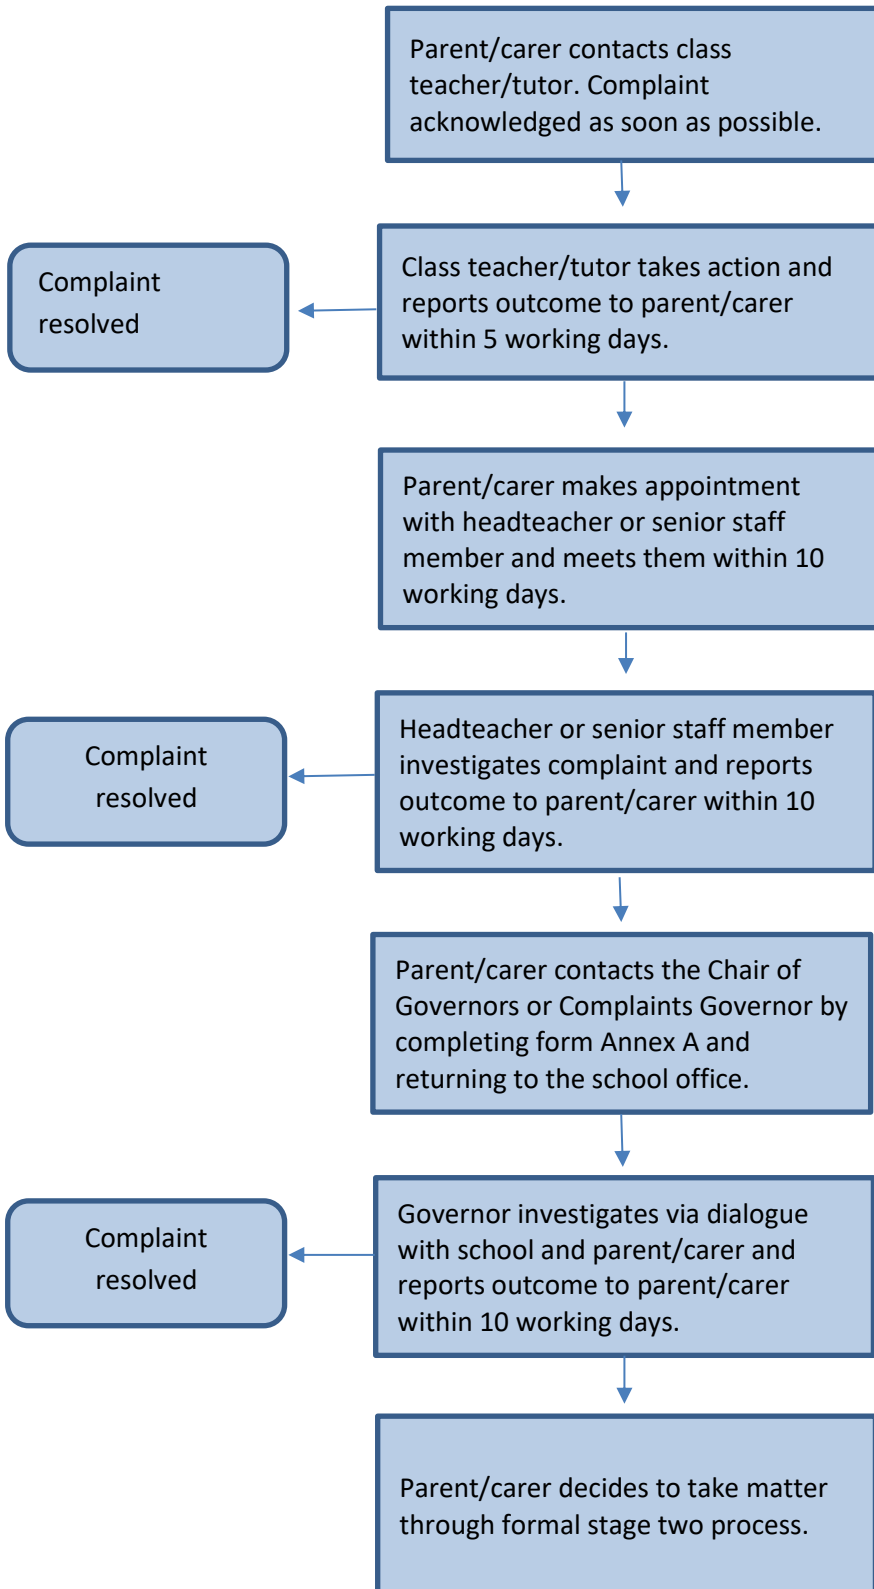 Parent/carer contacts class
teacher/tutor. Complaint
acknowledged as soon as possible.
Class teacher/tutor takes action and
reports outcome to parent/carer
within 5 working days.
Complaint
resolved
Parent/carer makes appointment
with headteacher or senior staff
member and meets them within 10
working days.
Headteacher or senior staff member
investigates complaint and reports
outcome to parent/carer within 10
working days.
Complaint
resolved
Parent/carer contacts the Chair of
Governors or Complaints Governor by
completing form Annex A and
returning to the school office.
Governor investigates via dialogue
with school and parent/carer and
reports outcome to parent/carer
within 10 working days.
Complaint
resolved
Parent/carer decides to take matter
through formal stage two process.